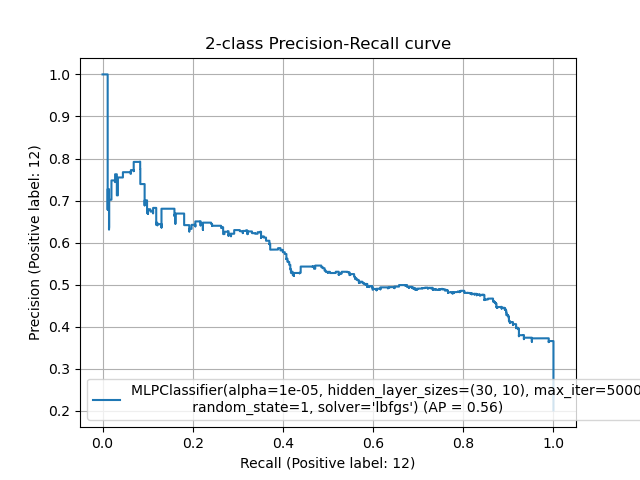 2-class Precision-Recall curve
1.0
0.9
0.8
0.7
0.6
0.5
0.4
0.3
0.2
Precision (Positive label: 12)
MLPClassifier(alpha=1e-05, hidden_layer_sizes=(30, 10), max_iter=5000
random_state=1, solver='lbfgs') (AP = 0.56)
0.0 0.2 0.4 0.6 0.8 1.0
Recall (Positive label: 12)